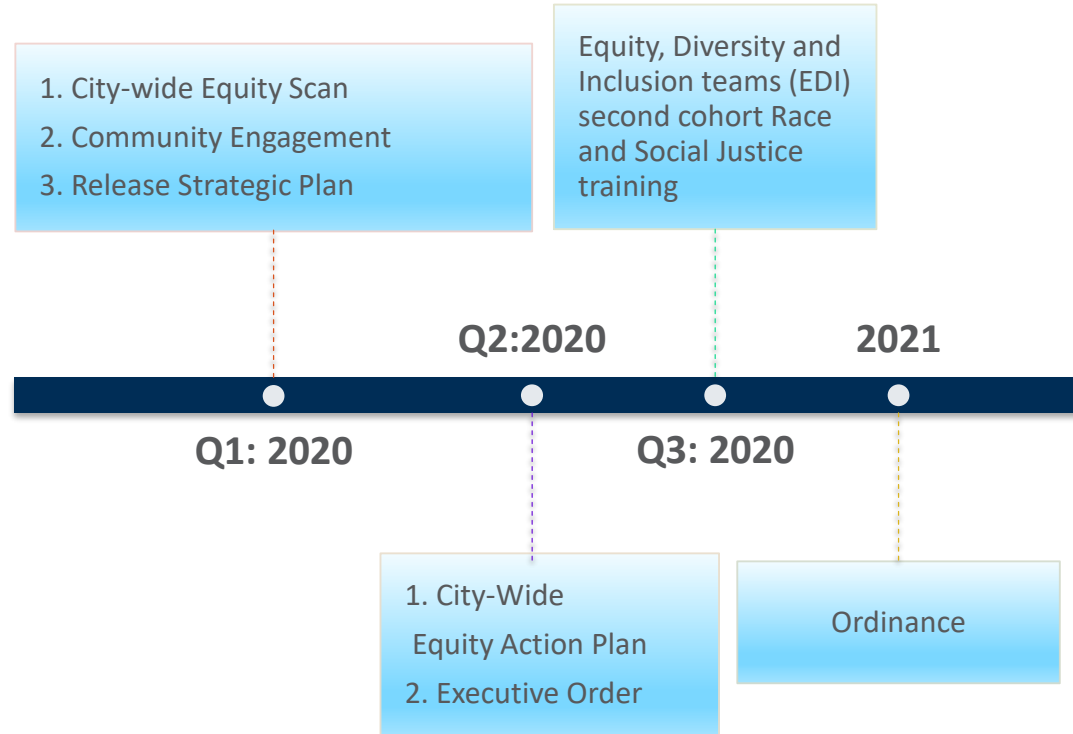 1. City-wide Equity Scan
2. Community Engagement
3. Release Strategic Plan
Equity, Diversity and
Inclusion teams (EDI)
second cohort Race
and Social Justice
training
Q2:2020
2021
Q1: 2020
Q3: 2020
1. City-Wide
Equity Action Plan
2. Executive Order
Ordinance